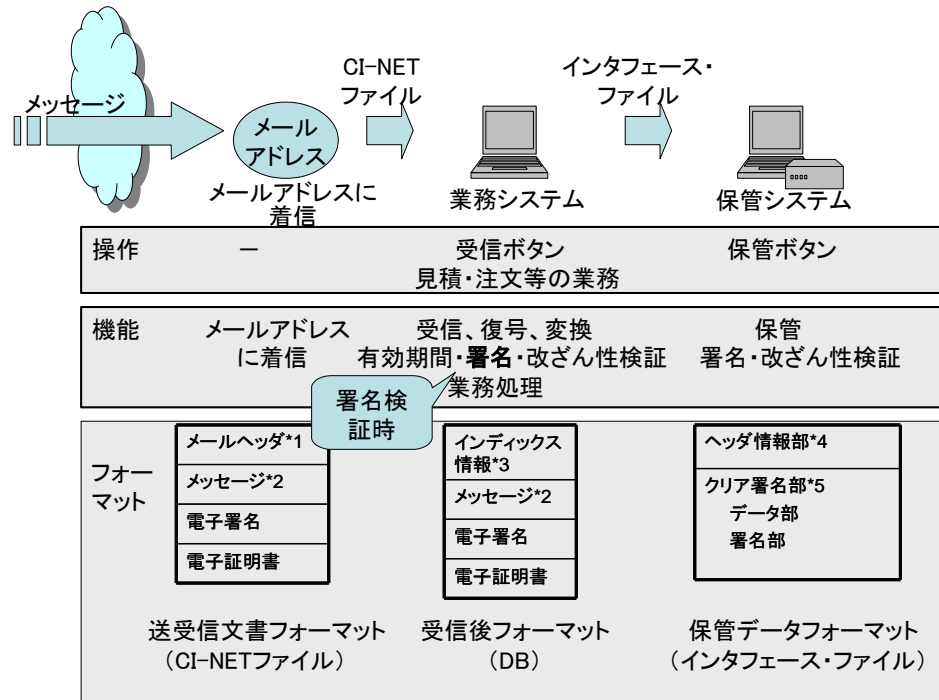 メッセージ
メール
アドレス
メールアドレスに
着信
CI-NET
ファイル
業務システム
インタフェース・
ファイル
保管システム
操作
－
受信ボタン
見積・注文等の業務
保管ボタン
機能
メールアドレス
に着信
受信、復号、変換
有効期間・署名・改ざん性検証
業務処理
保管
署名・改ざん性検証
署名検
証時
フォー
マット
メールヘッダ*1
メッセージ*2
電子署名
電子証明書
送受信文書フォーマット
（CI-NETファイル）
インディックス
情報*3
メッセージ*2
電子署名
電子証明書
受信後フォーマット
（DB）
ヘッダ情報部*4
クリア署名部*5
データ部
署名部
保管データフォーマット
（インタフェース・ファイル）